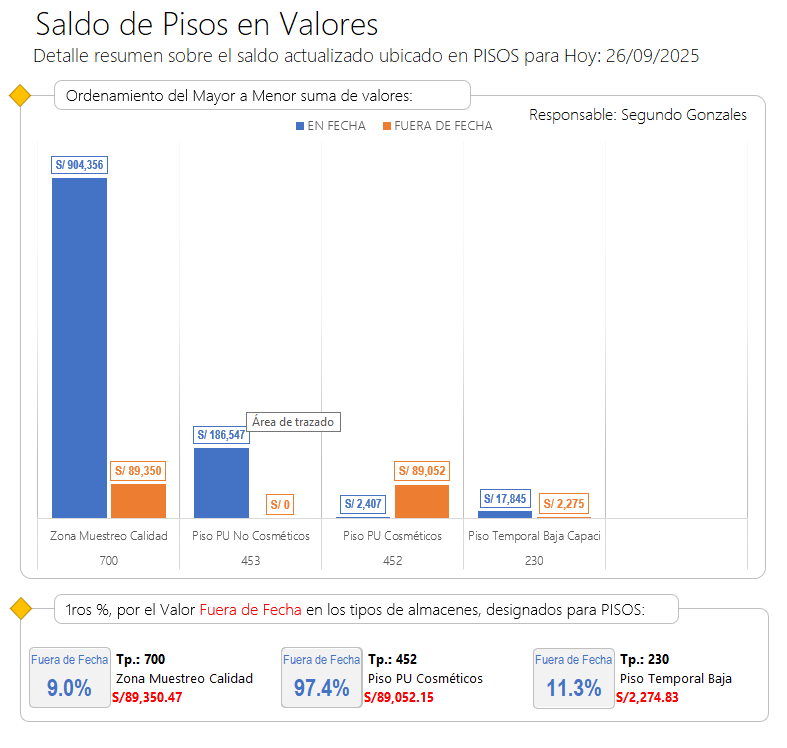 Saldo de Pisos en Valores
Detalle resumen sobre el saldo actualizado ubicado en PISOS para Hoy: 26/09/2025
Ordenamiento del Mayor a Menor suma de valores:
Responsable: Segundo Gonzales
EN FECHA FUERA DE FECHA
S/ 904,356
Área de trazado
S/ 186,547
S/ 89,350
S/ 89,052
S/ 0
S/ 2,407
S/ 17,845
S/ 2,275
Zona Muestreo Calidad Piso PU No Cosméticos Piso PU Cosméticos Piso Temporal Baja Capaci
700 453 452 230
1ros %, por el Valor Fuera de Fecha en los tipos de almacenes, designados para PISOS:
Fuera de Fecha
9.0%
Tp.: 700
Zona Muestreo Calidad
S/89,350.47
Fuera de Fecha
97.4%
Tp.: 452
Piso PU Cosméticos
S/89,052.15
Fuera de Fecha
11.3%
Tp.: 230
Piso Temporal Baja
S/2,274.83